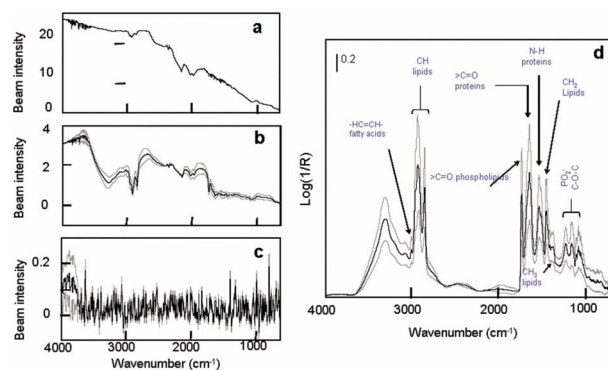 a
20
10
0
Beam intensity
b
4
2
0
Beam intensity
c
0.2
0
Beam intensity
4000 3000 2000 1000
Wavenumber (cm-1)
d
0.2
N-H
proteins
CH
lipids
>C=O
proteins
CH2
Lipids
-HC=CH-
fatty acids
>C=O phospholipids
PO2-
C-O-C
CH3
lipids
Log(1/R)
4000 3000 2000 1000
Wavenumber (cm-1)